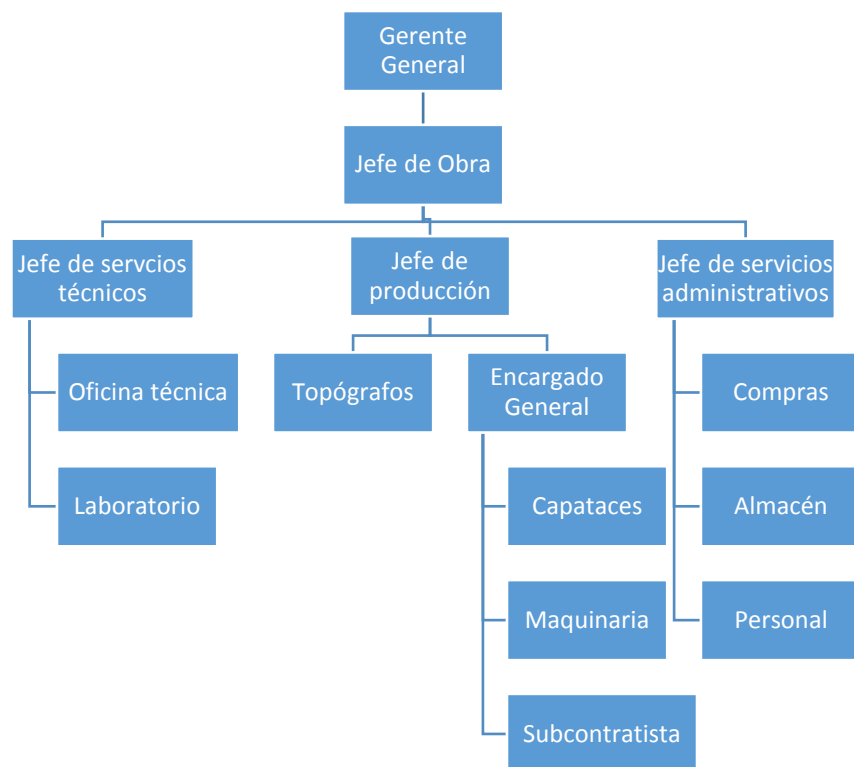 Gerente
General
Jefe de Obra
Jefe de servcios
técnicos
Jefe de
producción
Jefe de servicios
administrativos
Oficina técnica
Topógrafos
Encargado
General
Compras
Laboratorio
Capataces
Almacén
Maquinaria
Personal
Subcontratista